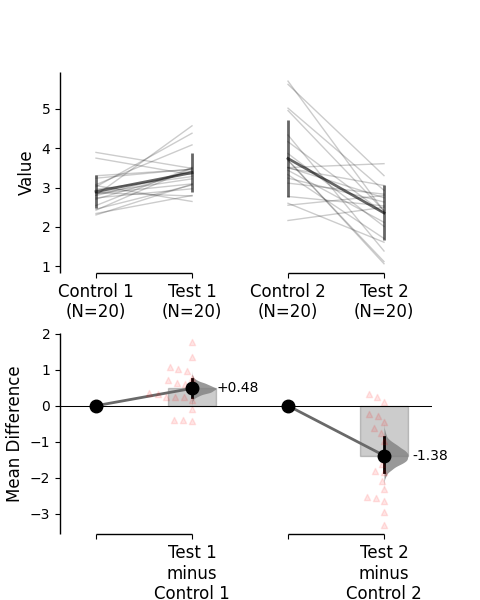 5
4
3
2
1
Value
Control 1 Test 1 Control 2 Test 2
(N=20) (N=20) (N=20) (N=20)
2
1
0
−1
−2
−3
Mean Difference
+0.48
-1.38
Test 1
minus
Control 1
Test 2
minus
Control 2